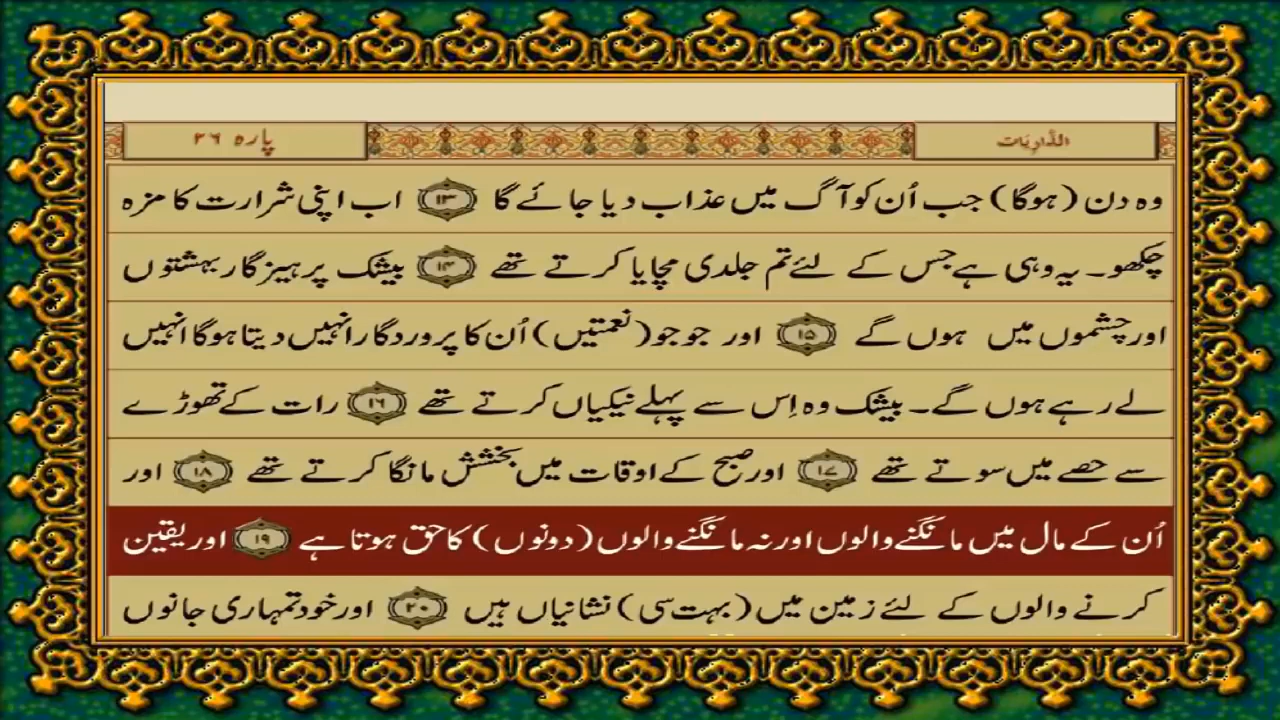 الذّٰارِیَات پارہ ۲۶
وہ دن (ہوگا) جب اُن کو آگ میں عذاب دیا جائے گا ۱۳ اب اپنی شرارت کا مزہ
چکھو۔ یہ وہی ہے جس کے لئے تم جلدی مچایا کرتے تھے ۱۴ بیشک پرہیزگار بہشتوں
اور چشموں میں ہوں گے ۱۵ اور جو جو (نعمتیں) اُن کا پروردگار انہیں دیتا ہوگا انہیں
لے رہے ہوں گے۔ بیشک وہ اِس سے پہلے نیکیاں کرتے تھے ۱۶ رات کے تھوڑے
سے حصے میں سوتے تھے ۱۷ اور صبح کے اوقات میں بخشش مانگا کرتے تھے ۱۸ اور
اُن کے مال میں مانگنے والوں اور نہ مانگنے والوں (دونوں) کا حق ہوتا ہے ۱۹ اور یقین
کرنے والوں کے لئے زمین میں (بہت سی) نشانیاں ہیں ۲۰ اور خود تمہاری جانوں